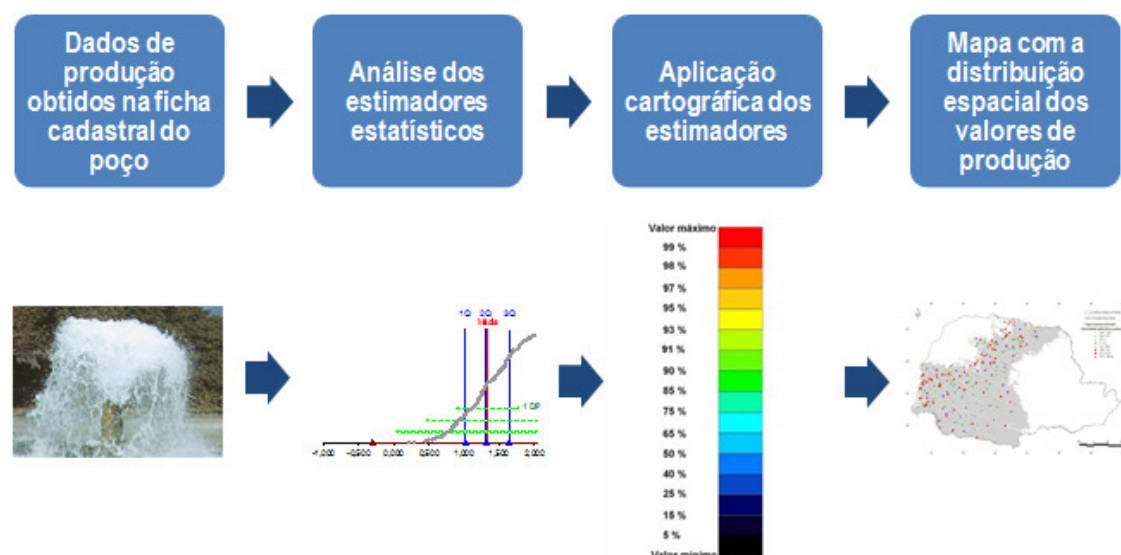 Dados de
produção
obtidos na ficha
cadastral do
poço
Análise dos
estimadores
estatísticos
Aplicação
cartográfica dos
estimadores
Mapa com a
distribuição
espacial dos
valores de
produção
1Q
2Q
3Q
1 DP
-1,000
-0,500
0,000
0,500
1,000
1,500
2,000
Valor máximo
99 %
98 %
97 %
95 %
93 %
91 %
90 %
85 %
75 %
65 %
50 %
40 %
25 %
15 %
5 %
Valor mínimo